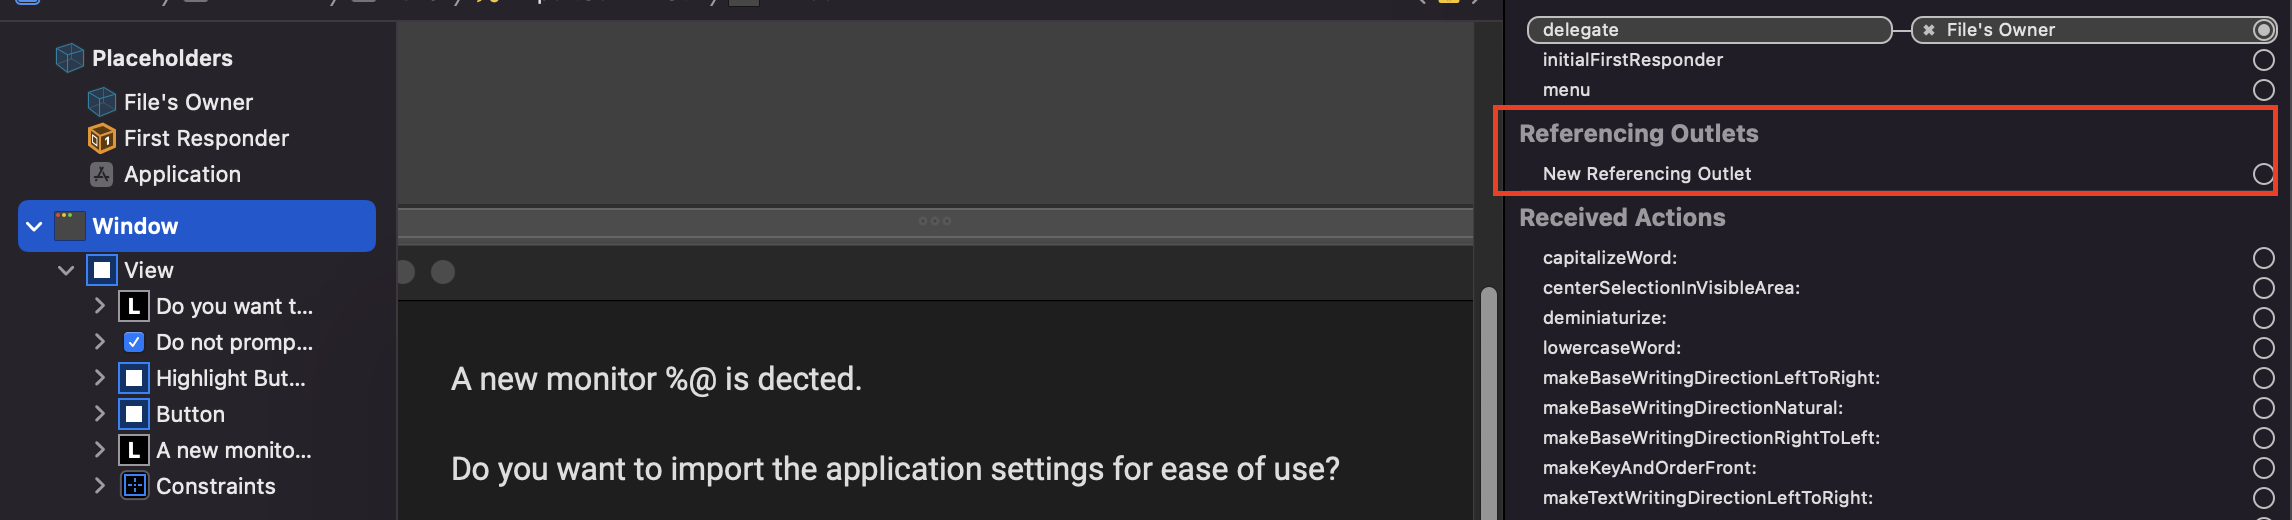 Placeholders
File's Owner
First Responder
Application
Window
View
Do you want t...
Do not promp...
Highlight But...
Button
A new monito...
Constraints
A new monitor %@ is dected.
Do you want to import the application settings for ease of use?
delegate
File's Owner
initialFirstResponder
menu
Referencing Outlets
New Referencing Outlet
Received Actions
capitalizeWord:
centerSelectionInVisibleArea:
deminiaturize:
lowercaseWord:
makeBaseWritingDirectionLeftToRight:
makeBaseWritingDirectionNatural:
makeBaseWritingDirectionRightToLeft:
makeKeyAndOrderFront:
makeTextWritingDirectionLeftToRight: